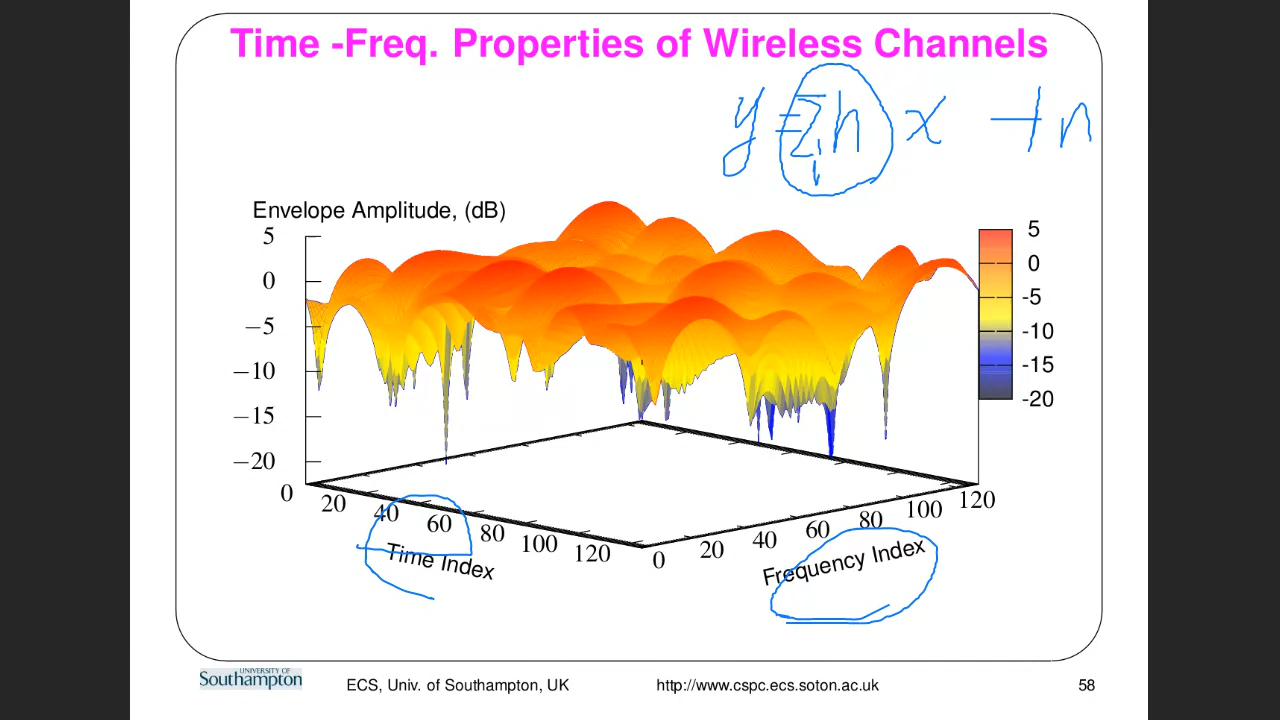 Time -Freq. Properties of Wireless Channels
y = Σ h x + n
Envelope Amplitude, (dB)
5
0
−5
−10
−15
−20
5
0
-5
-10
-15
-20
0 20 40 60 80 100 120
0 20 40 60 80 100 120
Time Index
Frequency Index
UNIVERSITY OF
Southampton
ECS, Univ. of Southampton, UK
http://www.cspc.ecs.soton.ac.uk
58